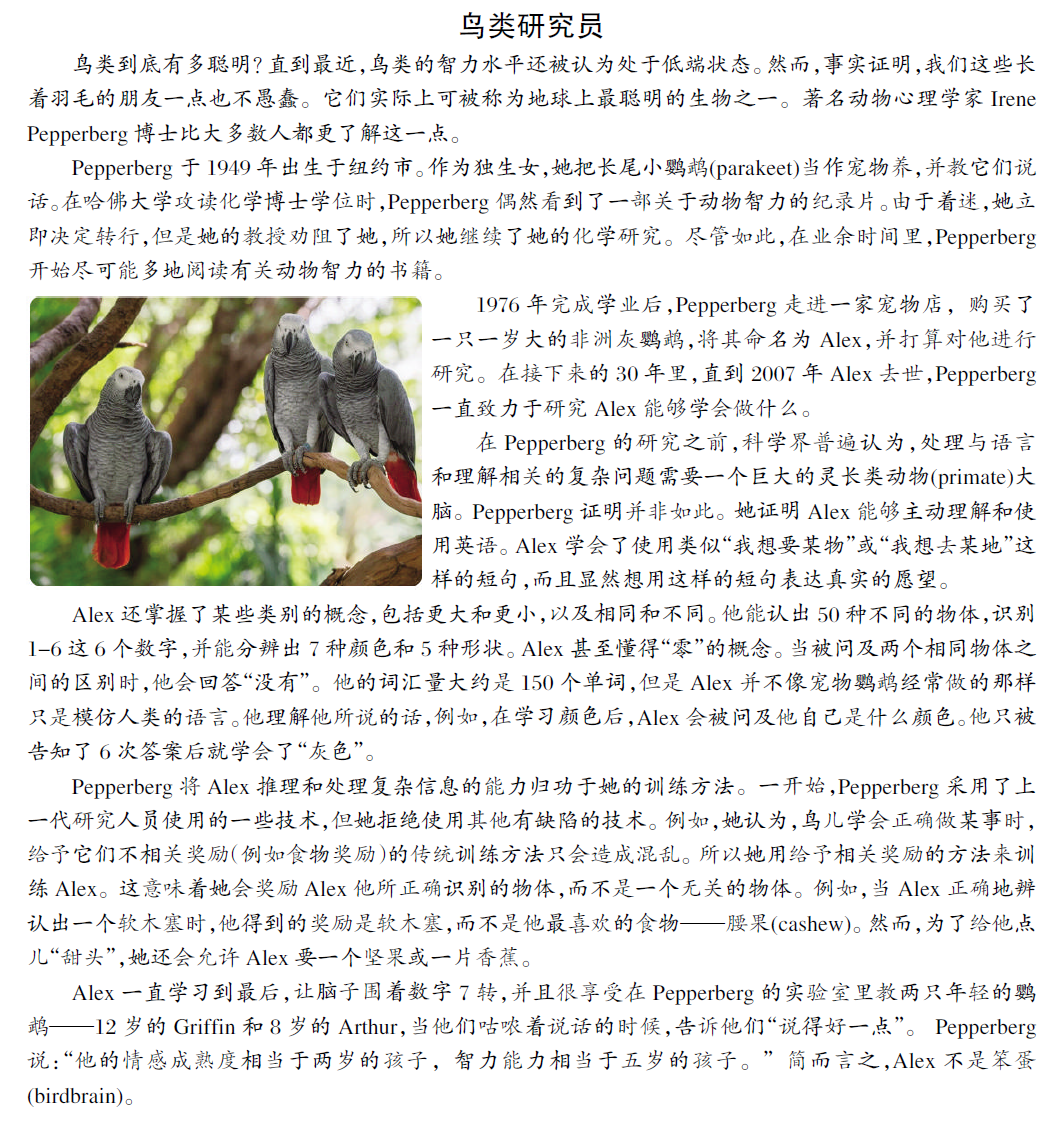 鸟类研究员
鸟类到底有多聪明?直到最近,鸟类的智力水平还被认为处于低端状态。然而,事实证明,我们这些长
着羽毛的朋友一点也不愚蠢。它们实际上可被称为地球上最聪明的生物之一。著名动物心理学家 Irene
Pepperberg 博士比大多数人都更了解这一点。
Pepperberg 于 1949 年出生于纽约市。作为独生女,她把长尾小鹦鹉(parakeet)当作宠物养,并教它们说
话。在哈佛大学攻读化学博士学位时,Pepperberg 偶然看到了一部关于动物智力的纪录片。由于着迷,她立
即决定转行,但是她的教授劝阻了她,所以她继续了她的化学研究。尽管如此,在业余时间里,Pepperberg
开始尽可能多地阅读有关动物智力的书籍。
1976 年完成学业后,Pepperberg 走进一家宠物店，购买了
一只一岁大的非洲灰鹦鹉,将其命名为 Alex,并打算对他进行
研究。在接下来的 30 年里,直到 2007 年 Alex 去世,Pepperberg
一直致力于研究 Alex 能够学会做什么。
在 Pepperberg 的研究之前,科学界普遍认为,处理与语言
和理解相关的复杂问题需要一个巨大的灵长类动物(primate)大
脑。Pepperberg 证明并非如此。她证明 Alex 能够主动理解和使
用英语。Alex 学会了使用类似“我想要某物”或“我想去某地”这
样的短句,而且显然想用这样的短句表达真实的愿望。
Alex 还掌握了某些类别的概念,包括更大和更小,以及相同和不同。他能认出 50 种不同的物体,识别
1–6 这 6 个数字,并能分辨出 7 种颜色和 5 种形状。Alex 甚至懂得“零”的概念。当被问及两个相同物体之
间的区别时,他会回答“没有”。他的词汇量大约是 150 个单词,但是 Alex 并不像宠物鹦鹉经常做的那样
只是模仿人类的语言。他理解他所说的话,例如,在学习颜色后,Alex 会被问及他自己是什么颜色。他只被
告知了 6 次答案后就学会了“灰色”。
Pepperberg 将 Alex 推理和处理复杂信息的能力归功于她的训练方法。一开始,Pepperberg 采用了上
一代研究人员使用的一些技术,但她拒绝使用其他有缺陷的技术。例如,她认为,鸟儿学会正确做某事时,
给予它们不相关奖励(例如食物奖励)的传统训练方法只会造成混乱。所以她用给予相关奖励的方法来训
练 Alex。这意味着她会奖励 Alex 他所正确识别的物体,而不是一个无关的物体。例如,当 Alex 正确地辨
认出一个软木塞时,他得到的奖励是软木塞,而不是他最喜欢的食物——腰果(cashew)。然而,为了给他点
儿“甜头”,她还会允许 Alex 要一个坚果或一片香蕉。
Alex 一直学习到最后,让脑子围着数字 7 转,并且很享受在 Pepperberg 的实验室里教两只年轻的鹦
鹉——12 岁的 Griffin 和 8 岁的 Arthur,当他们咕哝着说话的时候,告诉他们“说得好一点”。 Pepperberg
说:“他的情感成熟度相当于两岁的孩子，智力能力相当于五岁的孩子。” 简而言之,Alex 不是笨蛋
(birdbrain)。